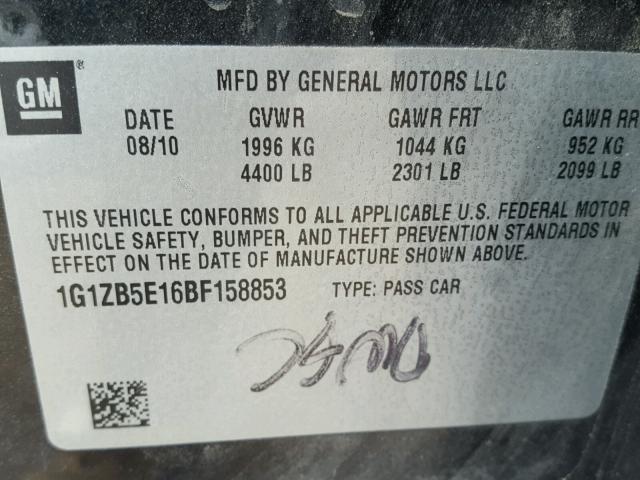 GM®
MFD BY GENERAL MOTORS LLC
DATE GVWR GAWR FRT GAWR RR
08/10 1996 KG 1044 KG 952 KG
4400 LB 2301 LB 2099 LB
THIS VEHICLE CONFORMS TO ALL APPLICABLE U.S. FEDERAL MOTOR
VEHICLE SAFETY, BUMPER, AND THEFT PREVENTION STANDARDS IN
EFFECT ON THE DATE OF MANUFACTURE SHOWN ABOVE.
1G1ZB5E16BF158853 TYPE: PASS CAR